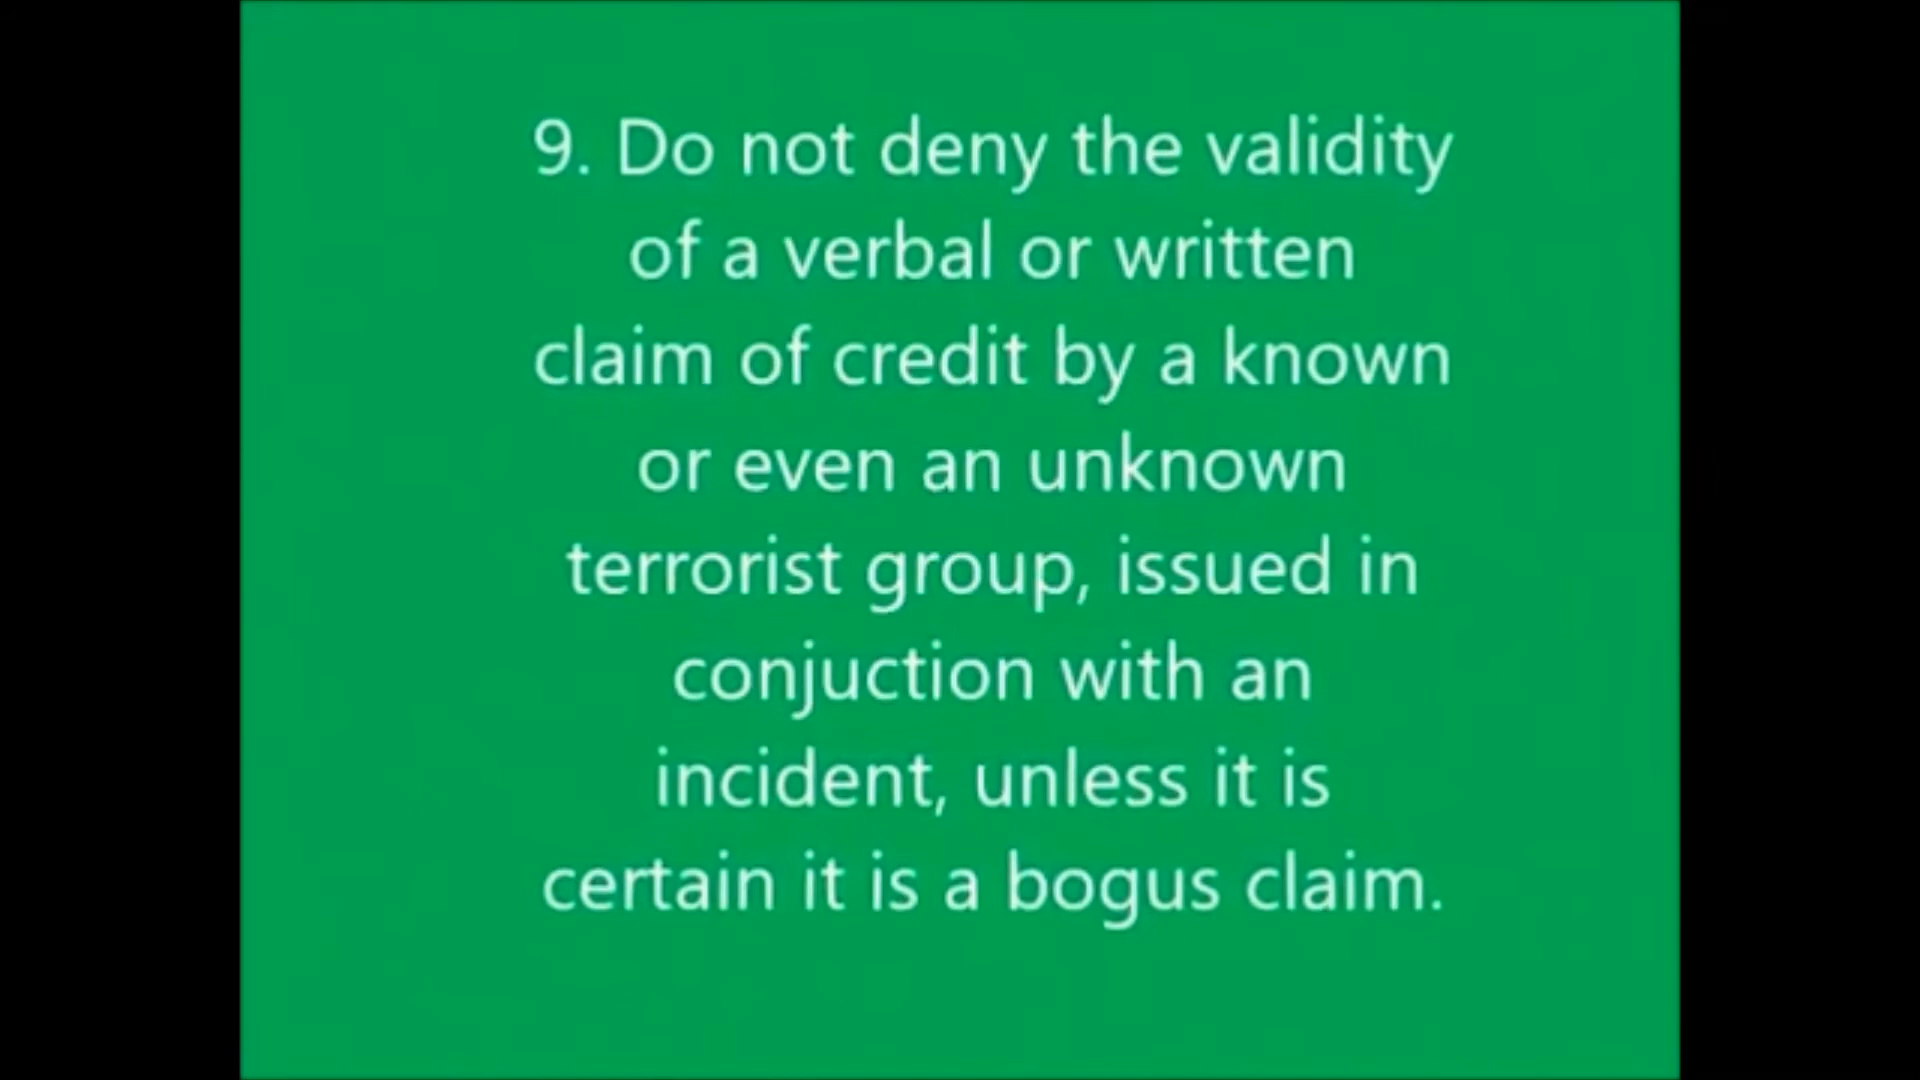 9. Do not deny the validity
of a verbal or written
claim of credit by a known
or even an unknown
terrorist group, issued in
conjuction with an
incident, unless it is
certain it is a bogus claim.